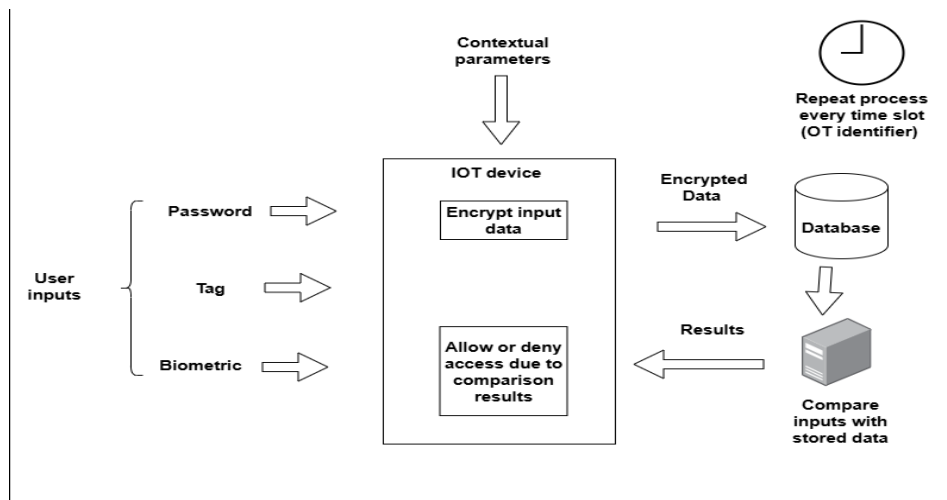 Contextual
parameters
Repeat process
every time slot
(OT identifier)
IOT device
Encrypted
Data
Password
Encrypt input
data
Database
User
inputs
Tag
Results
Biometric
Allow or deny
access due to
comparison
results
Compare
inputs with
stored data